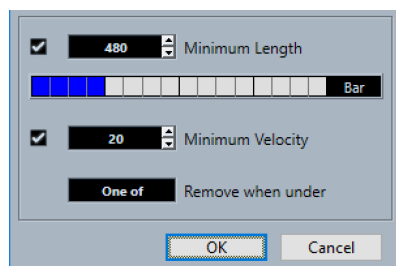 480 Minimum Length
Bar
20 Minimum Velocity
One of Remove when under
OK Cancel